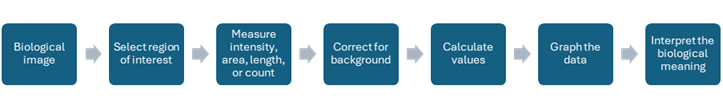 Biological
image
Select region
of interest
Measure
intensity,
area, length,
or count
Correct for
background
Calculate
values
Graph the
data
Interpret the
biological
meaning